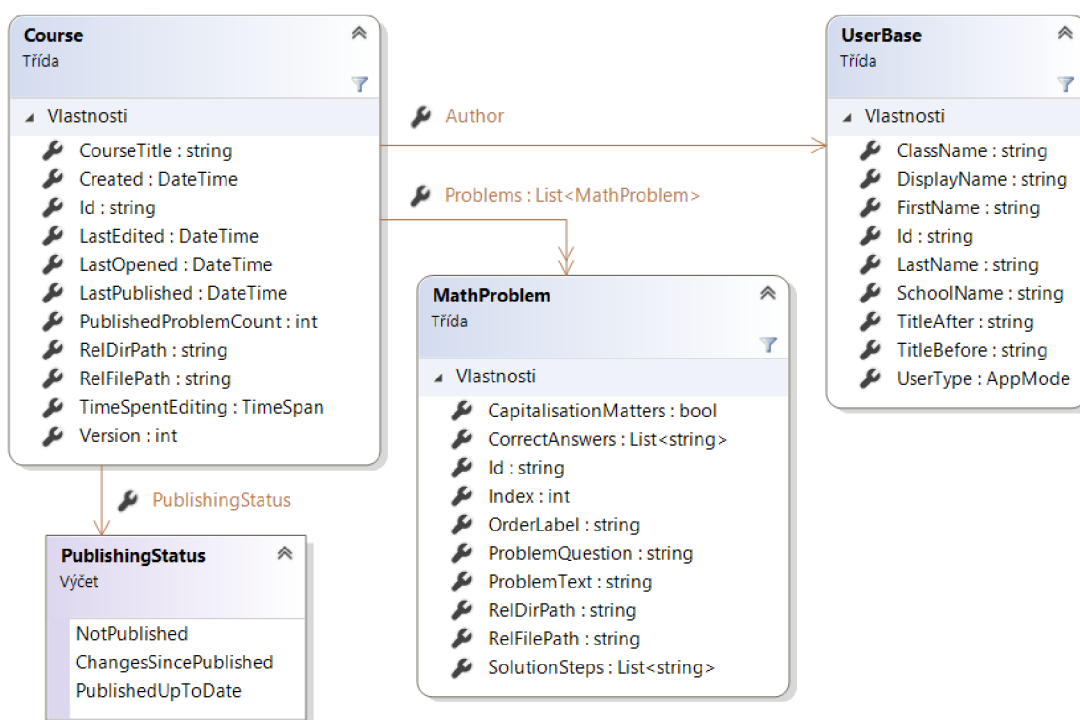 Course
Třída
Vlastnosti
CourseTitle : string
Created : DateTime
Id : string
LastEdited : DateTime
LastOpened : DateTime
LastPublished : DateTime
PublishedProblemCount : int
RelDirPath : string
RelFilePath : string
TimeSpentEditing : TimeSpan
Version : int
Author
Problems : List<MathProblem>
UserBase
Třída
Vlastnosti
ClassName : string
DisplayName : string
FirstName : string
Id : string
LastName : string
SchoolName : string
TitleAfter : string
TitleBefore : string
UserType : AppMode
MathProblem
Třída
Vlastnosti
CapitalisationMatters : bool
CorrectAnswers : List<string>
Id : string
Index : int
OrderLabel : string
ProblemQuestion : string
ProblemText : string
RelDirPath : string
RelFilePath : string
SolutionSteps : List<string>
PublishingStatus
PublishingStatus
Výčet
NotPublished
ChangesSincePublished
PublishedUpToDate